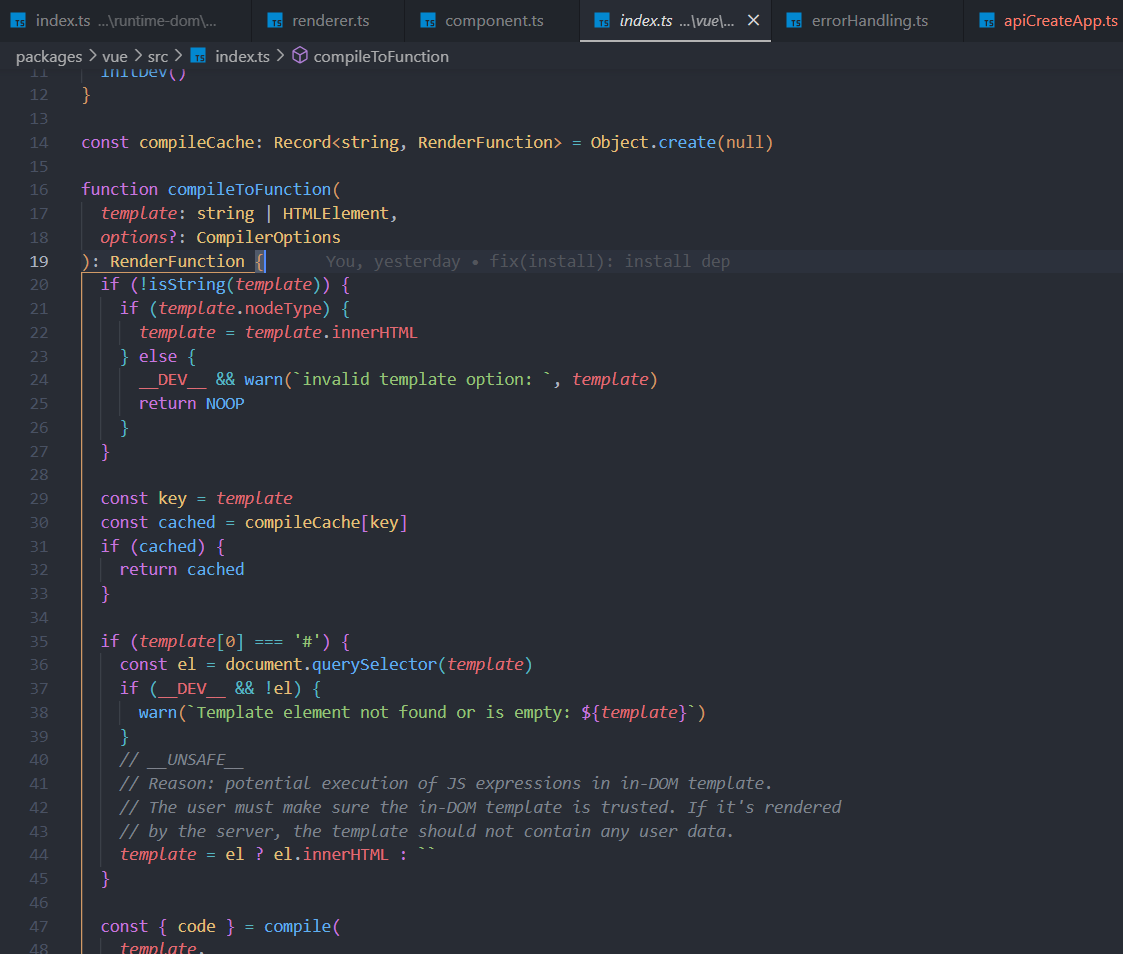 index.ts ...\runtime-dom\... renderer.ts component.ts index.ts ...\vue\... errorHandling.ts apiCreateApp.ts
packages > vue > src > index.ts > compileToFunction
11 initDev()
12 }
13
14 const compileCache: Record<string, RenderFunction> = Object.create(null)
15
16 function compileToFunction(
17 template: string | HTMLElement,
18 options?: CompilerOptions
19 ): RenderFunction { You, yesterday • fix(install): install dep
20 if (!isString(template)) {
21 if (template.nodeType) {
22 template = template.innerHTML
23 } else {
24 __DEV__ && warn(`invalid template option: `, template)
25 return NOOP
26 }
27 }
28
29 const key = template
30 const cached = compileCache[key]
31 if (cached) {
32 return cached
33 }
34
35 if (template[0] === '#') {
36 const el = document.querySelector(template)
37 if (__DEV__ && !el) {
38 warn(`Template element not found or is empty: ${template}`)
39 }
40 // __UNSAFE__
41 // Reason: potential execution of JS expressions in in-DOM template.
42 // The user must make sure the in-DOM template is trusted. If it's rendered
43 // by the server, the template should not contain any user data.
44 template = el ? el.innerHTML : ``
45 }
46
47 const { code } = compile(
48 template,